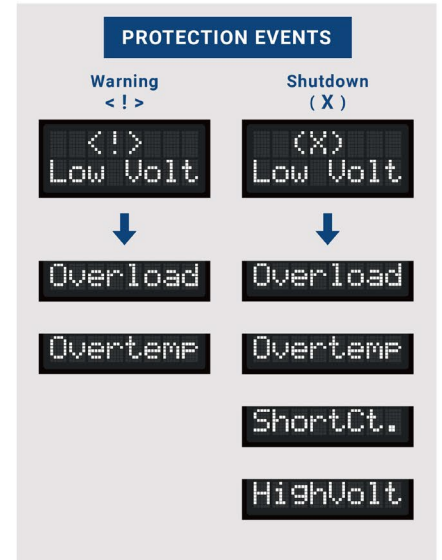 PROTECTION EVENTS
Warning
< ! >
<!>
Low Volt
Overload
Overtemp
Shutdown
( X )
(X)
Low Volt
Overload
Overtemp
ShortCt.
HighVolt